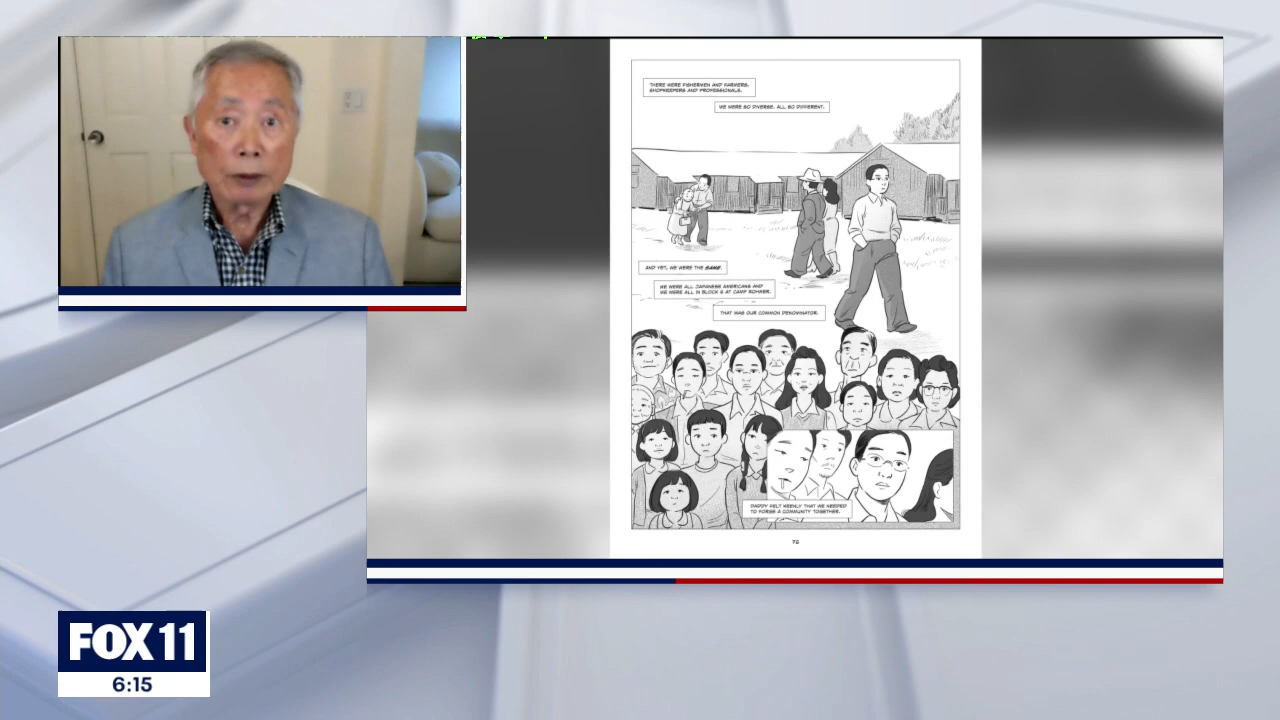 THERE WERE FISHERMEN AND FARMERS,
SHOPKEEPERS AND PROFESSIONALS.
WE WERE SO DIVERSE. ALL SO DIFFERENT.
AND YET, WE WERE THE SAME.
WE WERE ALL JAPANESE AMERICANS AND
WE WERE ALL IN BLOCK 6 AT CAMP ROHWER.
THAT WAS OUR COMMON DENOMINATOR.
DADDY FELT KEENLY THAT WE NEEDED
TO FORGE A COMMUNITY TOGETHER.
FOX 11
6:15